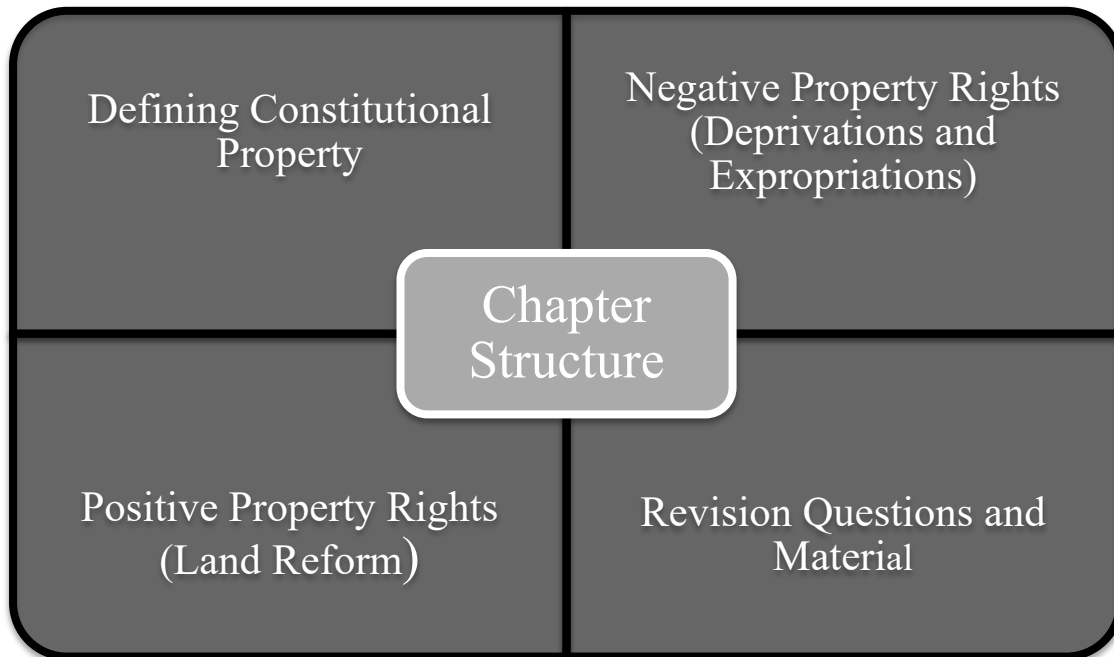 Defining Constitutional
Property
Negative Property Rights
(Deprivations and
Expropriations)
Chapter
Structure
Positive Property Rights
(Land Reform)
Revision Questions and
Material